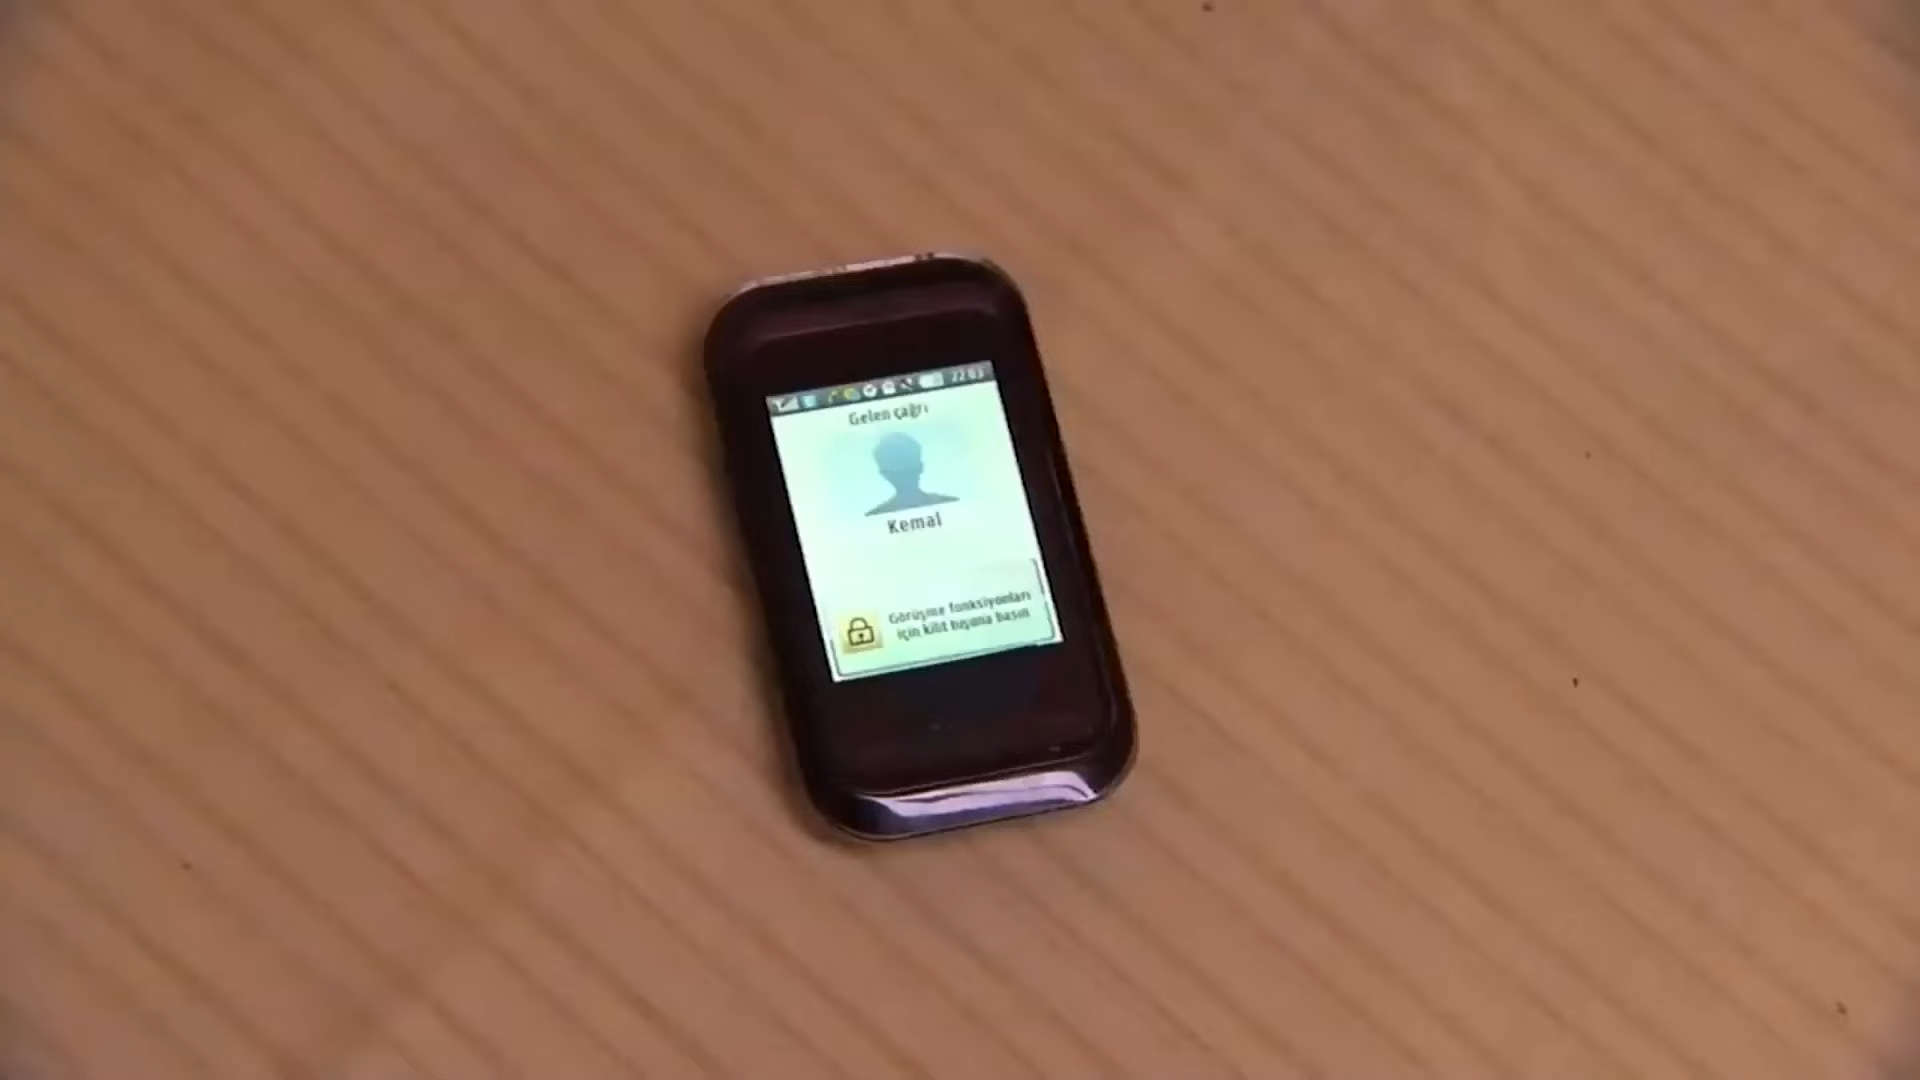 22:03
Gelen çağrı
Kemal
Görüşme fonksiyonları
için kilit tuşuna basın